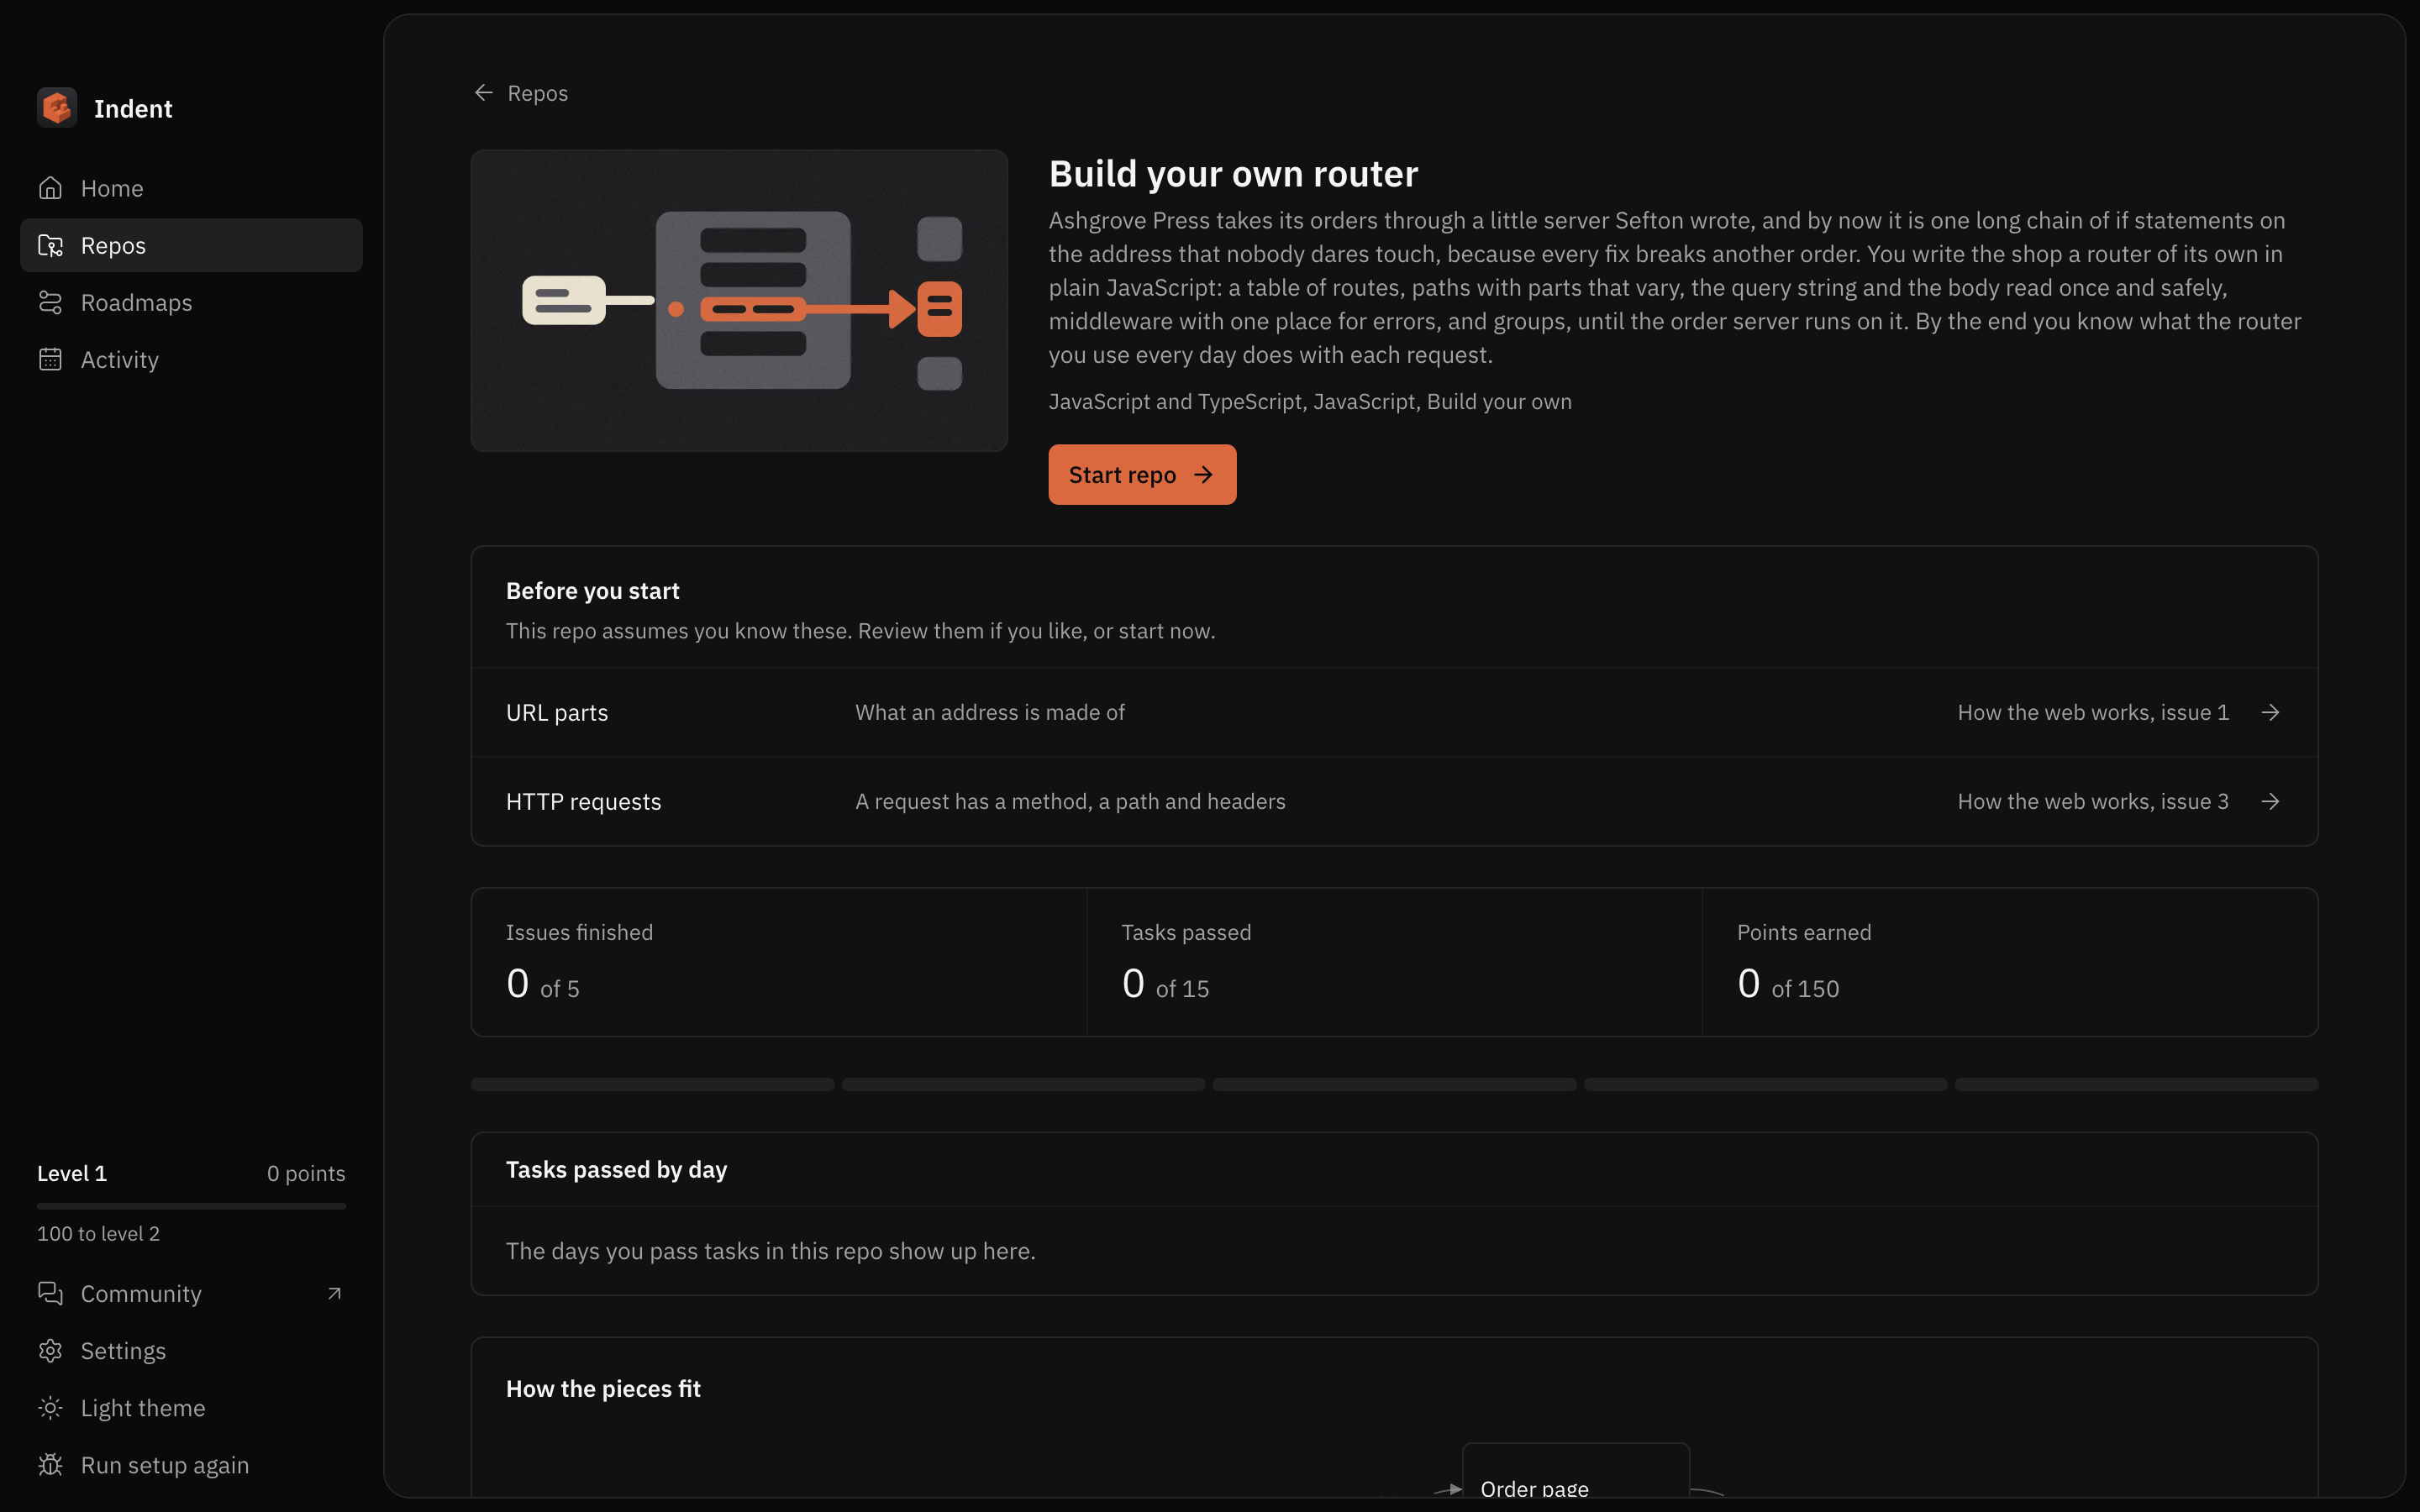 Indent
Home
Repos
Roadmaps
Activity
Level 1
0 points
100 to level 2
Community
Settings
Light theme
Run setup again
Repos
Build your own router
Ashgrove Press takes its orders through a little server Sefton wrote, and by now it is one long chain of if statements on
the address that nobody dares touch, because every fix breaks another order. You write the shop a router of its own in
plain JavaScript: a table of routes, paths with parts that vary, the query string and the body read once and safely,
middleware with one place for errors, and groups, until the order server runs on it. By the end you know what the router
you use every day does with each request.
JavaScript and TypeScript, JavaScript, Build your own
Start repo
Before you start
This repo assumes you know these. Review them if you like, or start now.
URL parts
What an address is made of
How the web works, issue 1
HTTP requests
A request has a method, a path and headers
How the web works, issue 3
Issues finished
0 of 5
Tasks passed
0 of 15
Points earned
0 of 150
Tasks passed by day
The days you pass tasks in this repo show up here.
How the pieces fit
Order page